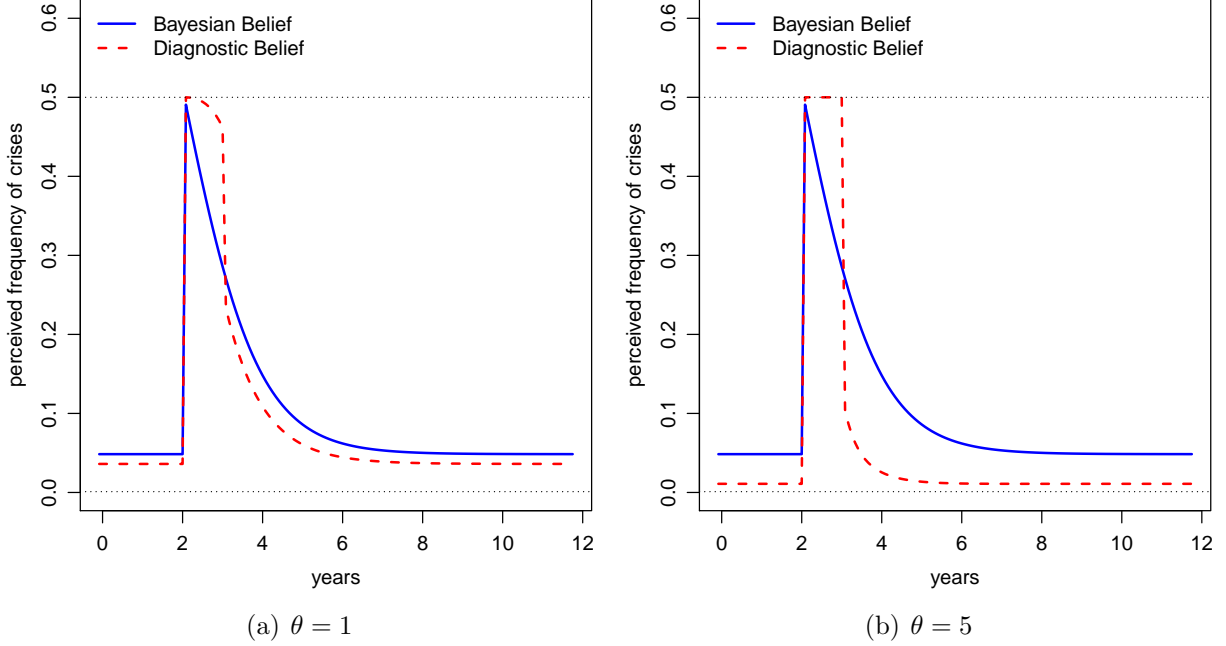 Bayesian Belief
Diagnostic Belief
perceived frequency of crises
0.0
0.1
0.2
0.3
0.4
0.5
0.6
0 2 4 6 8 10 12
years
(a) θ = 1
Bayesian Belief
Diagnostic Belief
perceived frequency of crises
0.0
0.1
0.2
0.3
0.4
0.5
0.6
0 2 4 6 8 10 12
years
(b) θ = 5